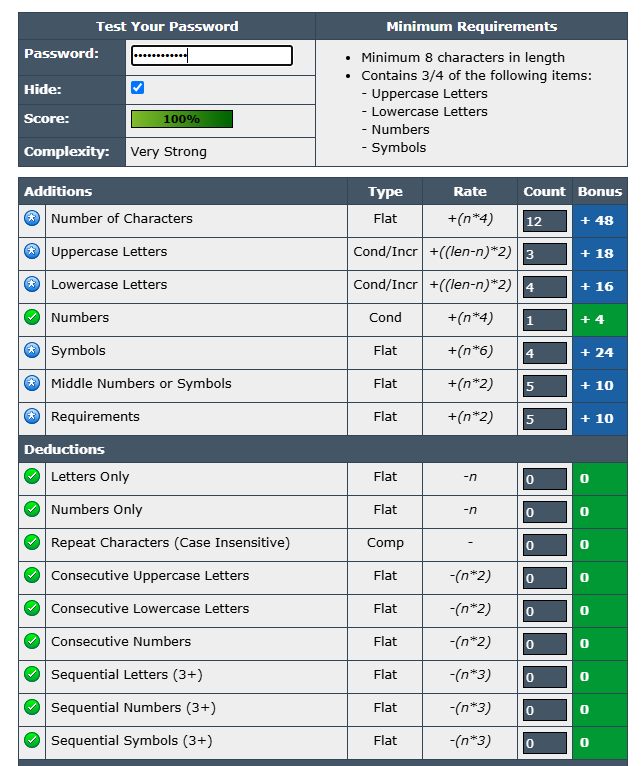 Test Your Password Minimum Requirements
Password: ••••••••••••
Hide:
Score: 100%
Complexity: Very Strong
• Minimum 8 characters in length
• Contains 3/4 of the following items:
- Uppercase Letters
- Lowercase Letters
- Numbers
- Symbols
Additions Type Rate Count Bonus
Number of Characters Flat +(n*4) 12 + 48
Uppercase Letters Cond/Incr +((len-n)*2) 3 + 18
Lowercase Letters Cond/Incr +((len-n)*2) 4 + 16
Numbers Cond +(n*4) 1 + 4
Symbols Flat +(n*6) 4 + 24
Middle Numbers or Symbols Flat +(n*2) 5 + 10
Requirements Flat +(n*2) 5 + 10
Deductions
Letters Only Flat -n 0 0
Numbers Only Flat -n 0 0
Repeat Characters (Case Insensitive) Comp - 0 0
Consecutive Uppercase Letters Flat -(n*2) 0 0
Consecutive Lowercase Letters Flat -(n*2) 0 0
Consecutive Numbers Flat -(n*2) 0 0
Sequential Letters (3+) Flat -(n*3) 0 0
Sequential Numbers (3+) Flat -(n*3) 0 0
Sequential Symbols (3+) Flat -(n*3) 0 0